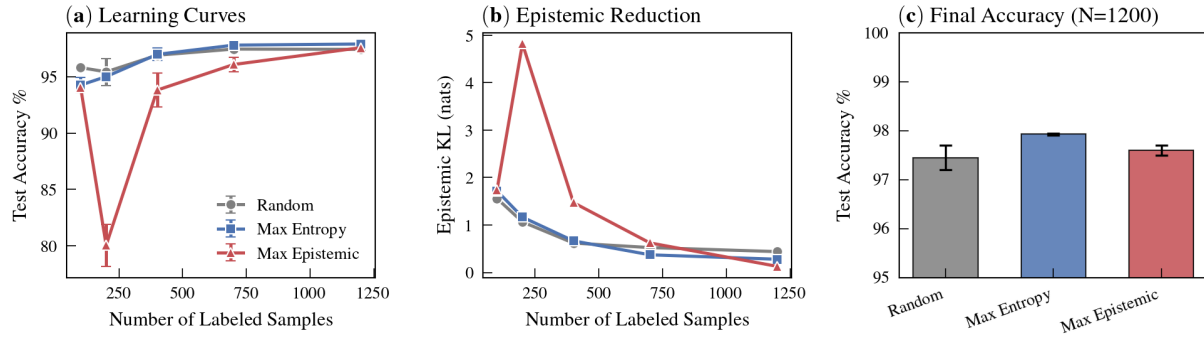 (a) Learning Curves
Test Accuracy %
95
90
85
80
Random
Max Entropy
Max Epistemic
250
500
750
1000
1250
Number of Labeled Samples
(b) Epistemic Reduction
Epistemic KL (nats)
5
4
3
2
1
0
250
500
750
1000
1250
Number of Labeled Samples
(c) Final Accuracy (N=1200)
Test Accuracy %
100
99
98
97
96
95
Random
Max Entropy
Max Epistemic